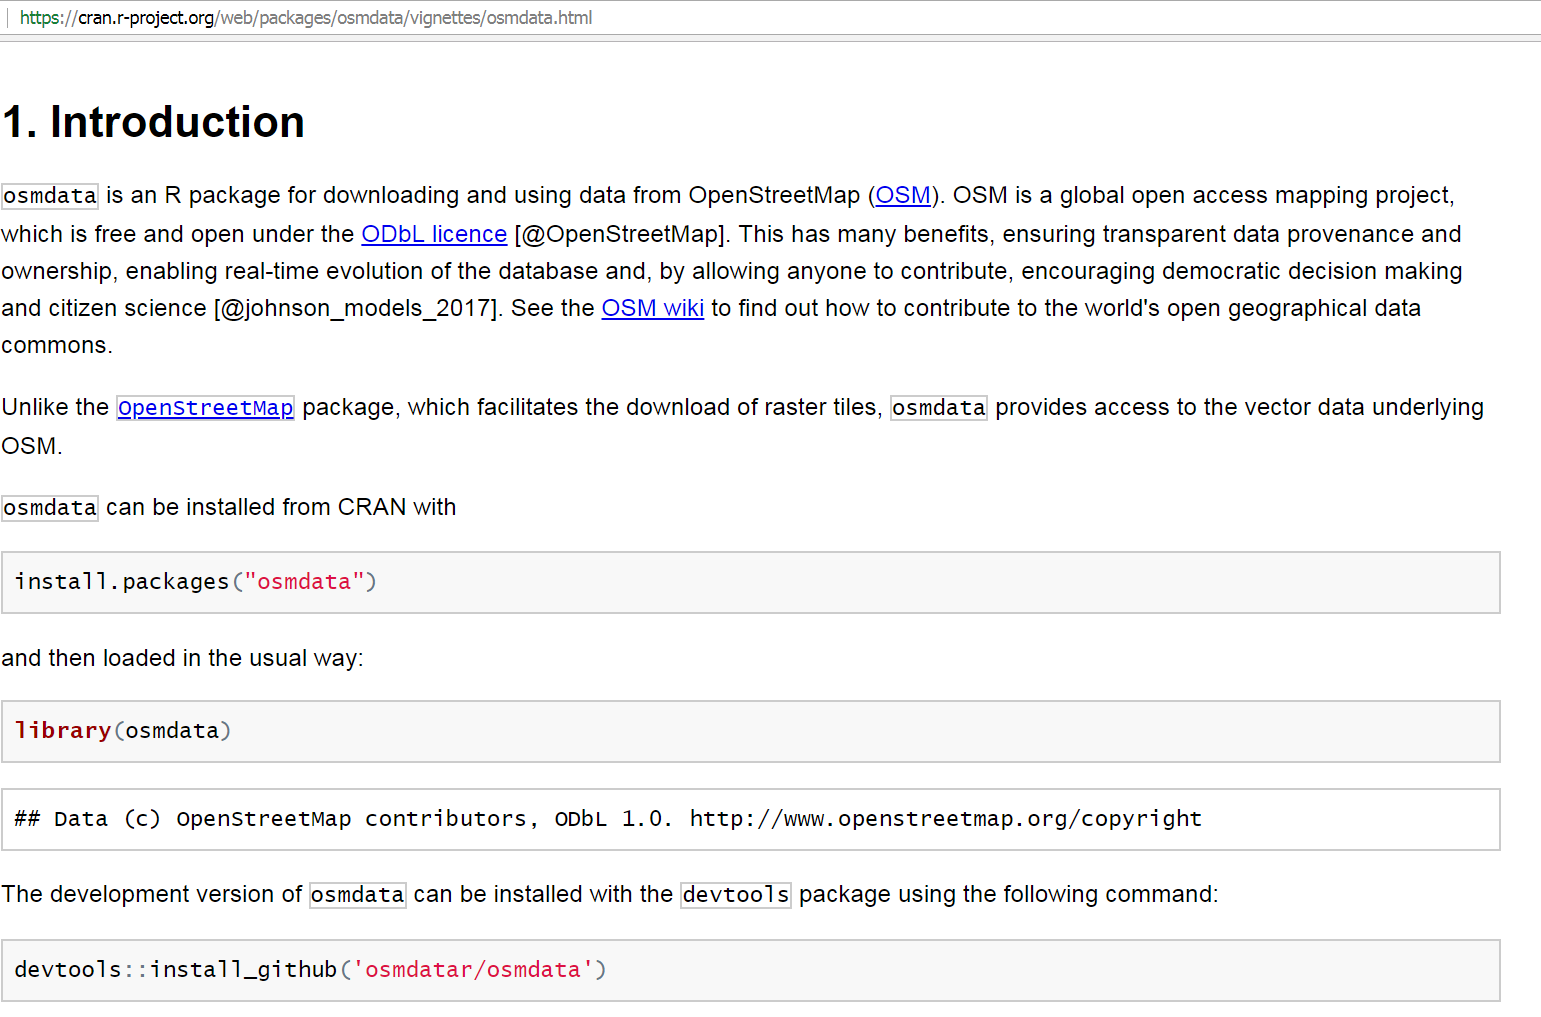 https://cran.r-project.org/web/packages/osmdata/vignettes/osmdata.html
1. Introduction
osmdata is an R package for downloading and using data from OpenStreetMap (OSM). OSM is a global open access mapping project,
which is free and open under the ODbL licence [@OpenStreetMap]. This has many benefits, ensuring transparent data provenance and
ownership, enabling real-time evolution of the database and, by allowing anyone to contribute, encouraging democratic decision making
and citizen science [@johnson_models_2017]. See the OSM wiki to find out how to contribute to the world's open geographical data
commons.
Unlike the OpenStreetMap package, which facilitates the download of raster tiles, osmdata provides access to the vector data underlying
OSM.
osmdata can be installed from CRAN with
install.packages("osmdata")
and then loaded in the usual way:
library(osmdata)
## Data (c) OpenStreetMap contributors, ODbL 1.0. http://www.openstreetmap.org/copyright
The development version of osmdata can be installed with the devtools package using the following command:
devtools::install_github('osmdatar/osmdata')